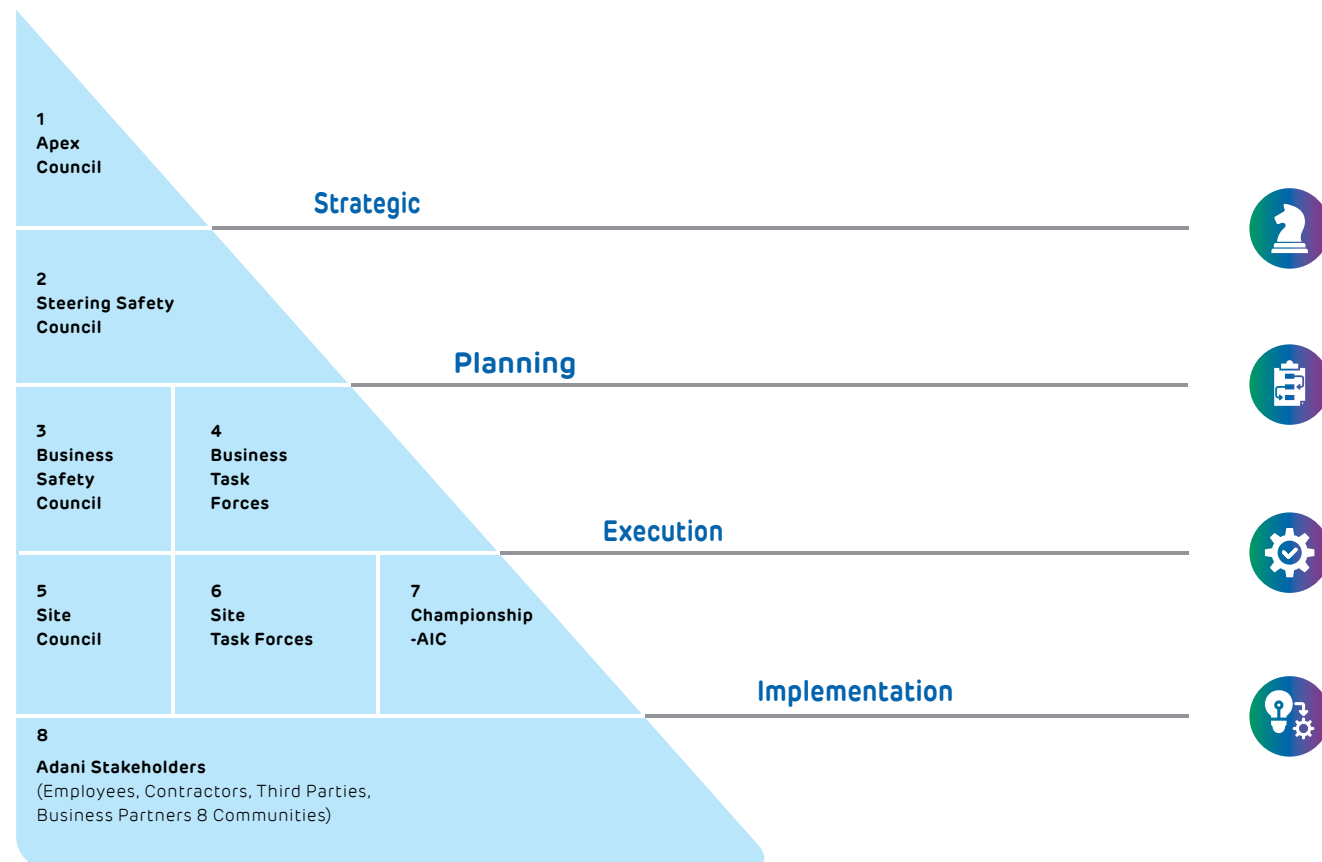 1
Apex
Council
Strategic
2
Steering Safety
Council
Planning
3
Business
Safety
Council
4
Business
Task
Forces
Execution
5
Site
Council
6
Site
Task Forces
7
Championship
-AIC
Implementation
8
Adani Stakeholders
(Employees, Contractors, Third Parties,
Business Partners 8 Communities)